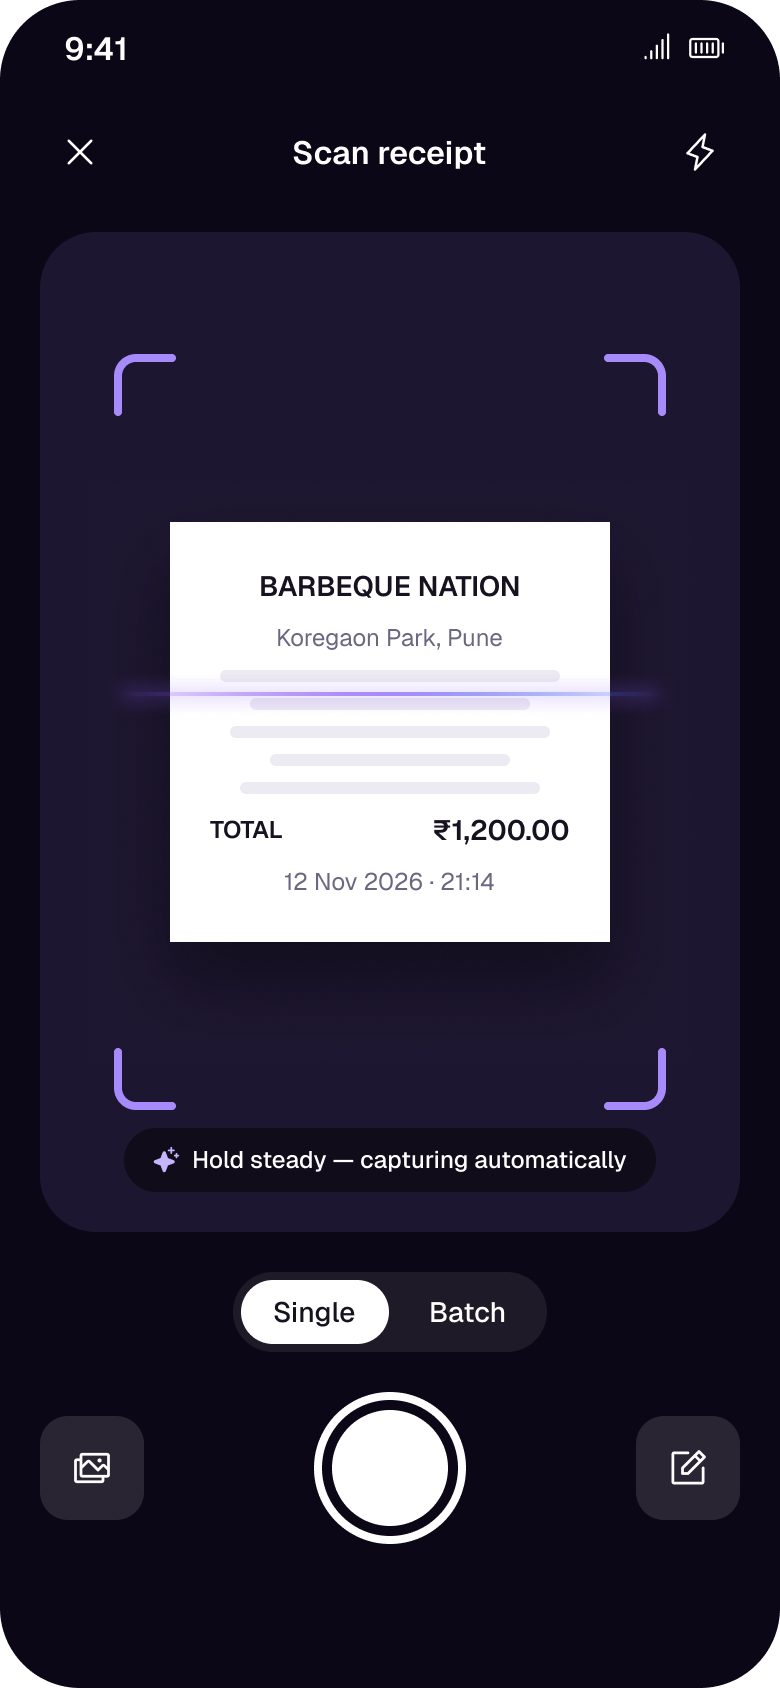 9:41
Scan receipt
BARBEQUE NATION
Koregaon Park, Pune
TOTAL ₹1,200.00
12 Nov 2026 · 21:14
Hold steady — capturing automatically
Single Batch